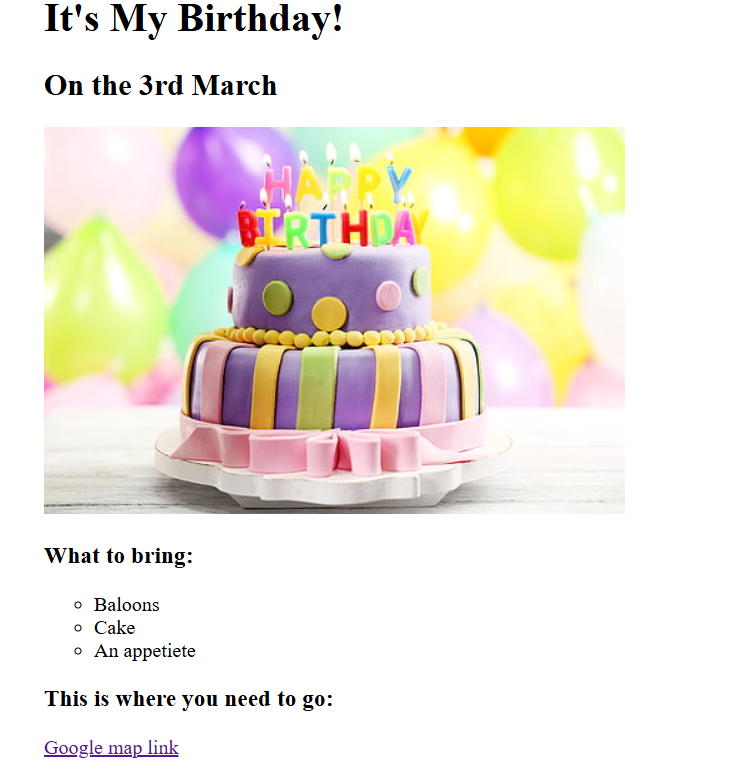 It's My Birthday!
On the 3rd March
HAPPY
BIRTHDAY
What to bring:
Baloons
Cake
An appetiete
This is where you need to go:
Google map link